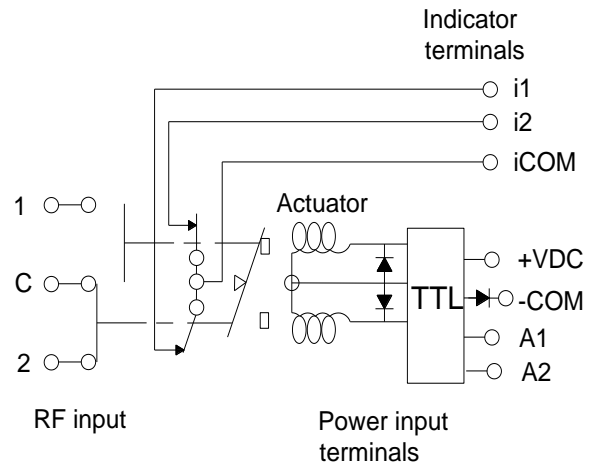 Indicator
terminals
i1
i2
iCOM
1
Actuator
+VDC
C
TTL
-COM
A1
2
A2
RF input
Power input
terminals